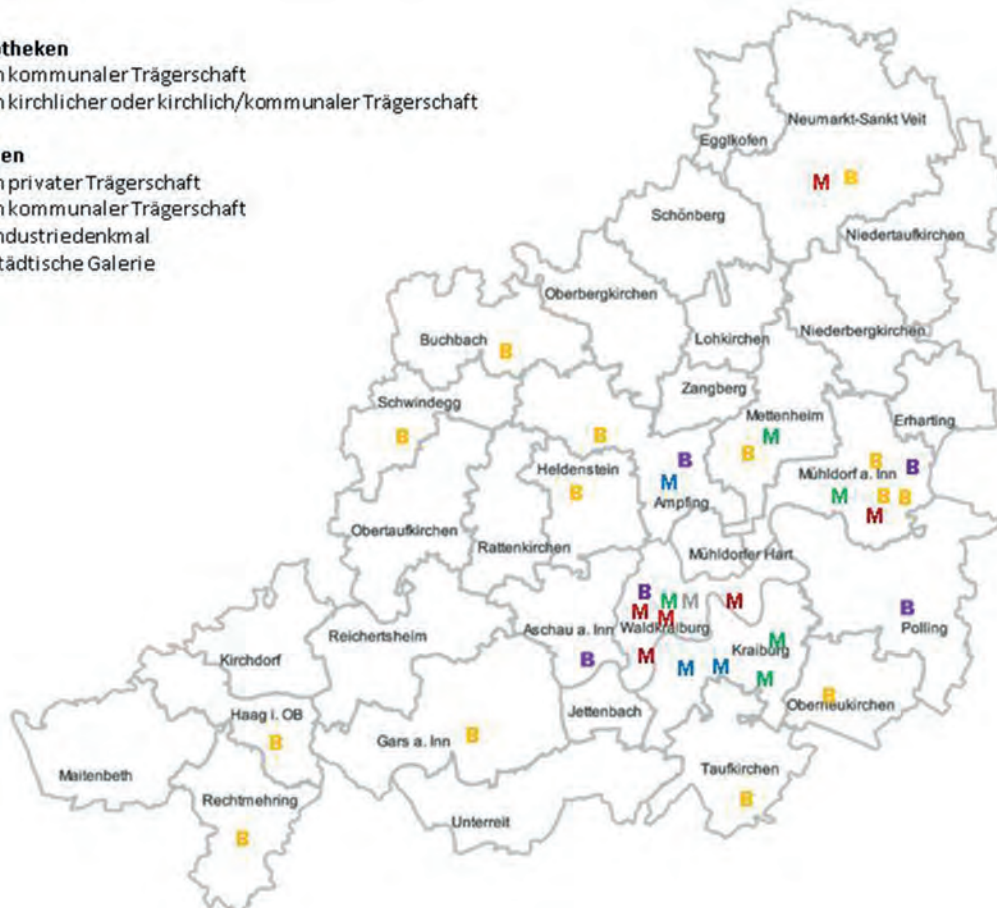 otheken
n kommunaler Trägerschaft
n kirchlicher oder kirchlich/kommunaler Trägerschaft
en
n privater Trägerschaft
n kommunaler Trägerschaft
ndustriedenkmal
tädtische Galerie
Neumarkt-Sankt Veit
Egglkofen
M B
Schönberg
Niedertaufkirchen
Oberbergkirchen
Buchbach
B
Lohkirchen
Niederbergkirchen
Zangberg
Schwindegg
B
Mettenheim
M
B
Erharting
B
Heldenstein
B
B
M
Ampfing
B
B
Mühldorf a. Inn
M
B
B
M
Obertaufkirchen
Rattenkirchen
Mühldorfer Hart
B
M
M
M
M
M
Aschau a. Inn
Waldkraiburg
B
Polling
Reichertsheim
B
M
M
M
Kraiburg
M
M
Kirchdorf
Jettenbach
B
Oberneukirchen
Haag i. OB
B
Gars a. Inn
B
Maitenbeth
Taufkirchen
B
Rechtmehring
B
Unterreit